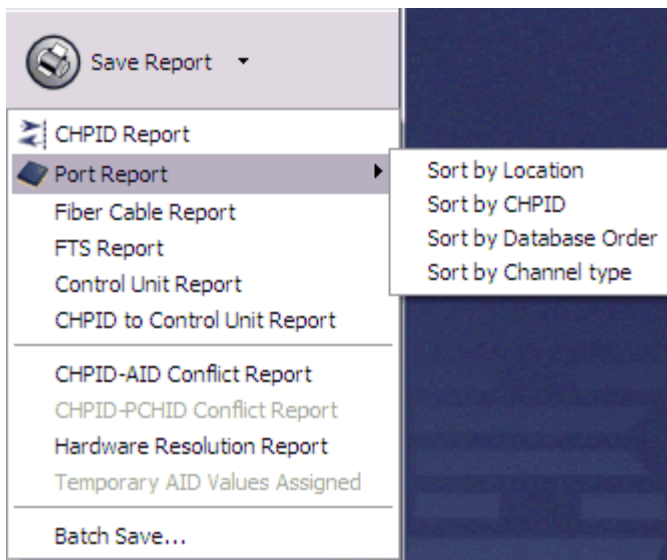 Save Report
CHPID Report
Port Report
Fiber Cable Report
FTS Report
Control Unit Report
CHPID to Control Unit Report
CHPID-AID Conflict Report
CHPID-PCHID Conflict Report
Hardware Resolution Report
Temporary AID Values Assigned
Batch Save...
Sort by Location
Sort by CHPID
Sort by Database Order
Sort by Channel type